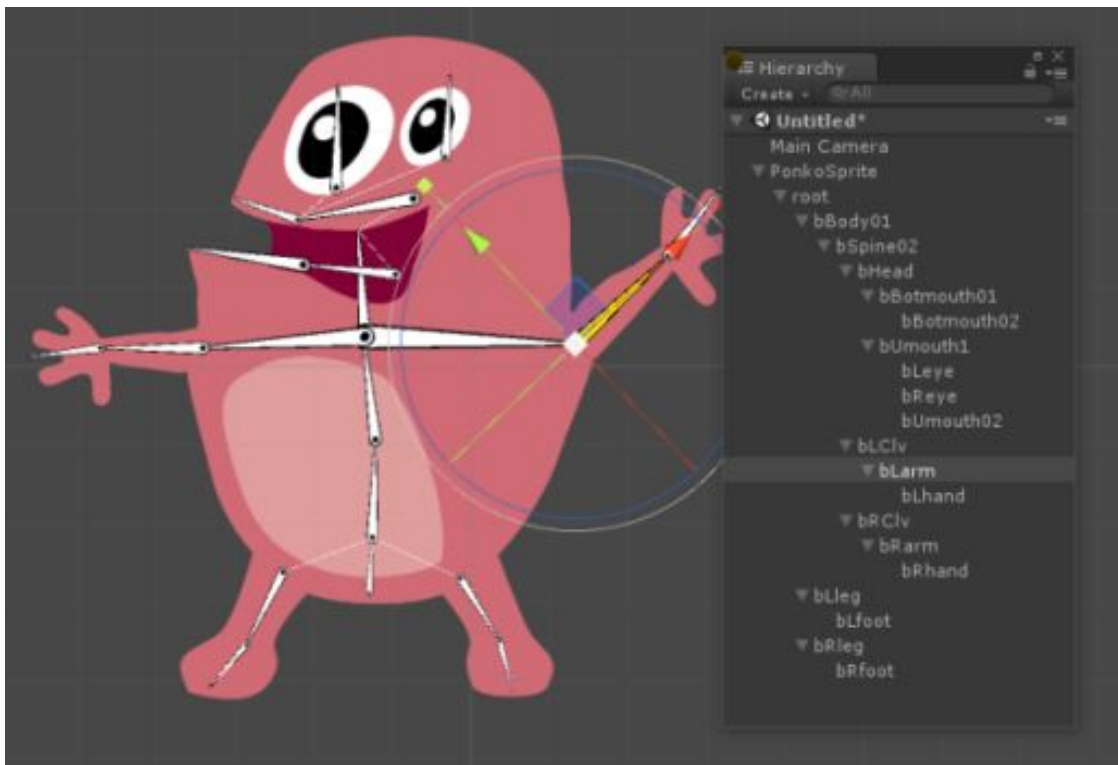 Hierarchy
Create All
Untitled*
Main Camera
PonkoSprite
root
bBody01
bSpine02
bHead
bBotmouth01
bBotmouth02
bUmouth1
bLeye
bReye
bUmouth02
bLClv
bLarm
bLhand
bRClv
bRarm
bRhand
bLleg
bLfoot
bRleg
bRfoot